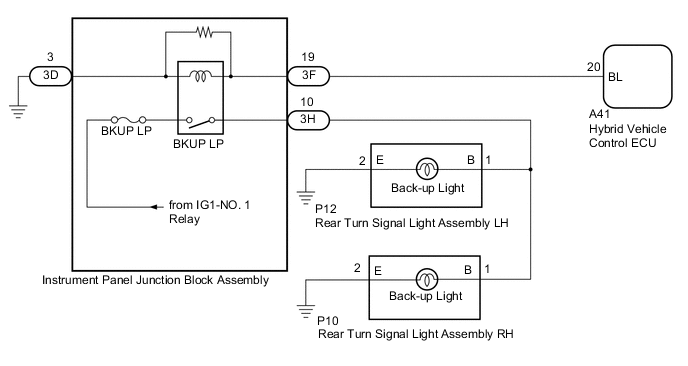 3
3D
19
3F
10
3H
20
BL
A41
Hybrid Vehicle
Control ECU
BKUP LP
BKUP LP
from IG1-NO. 1
Relay
Instrument Panel Junction Block Assembly
2
E
B
1
Back-up Light
P12
Rear Turn Signal Light Assembly LH
2
E
B
1
Back-up Light
P10
Rear Turn Signal Light Assembly RH